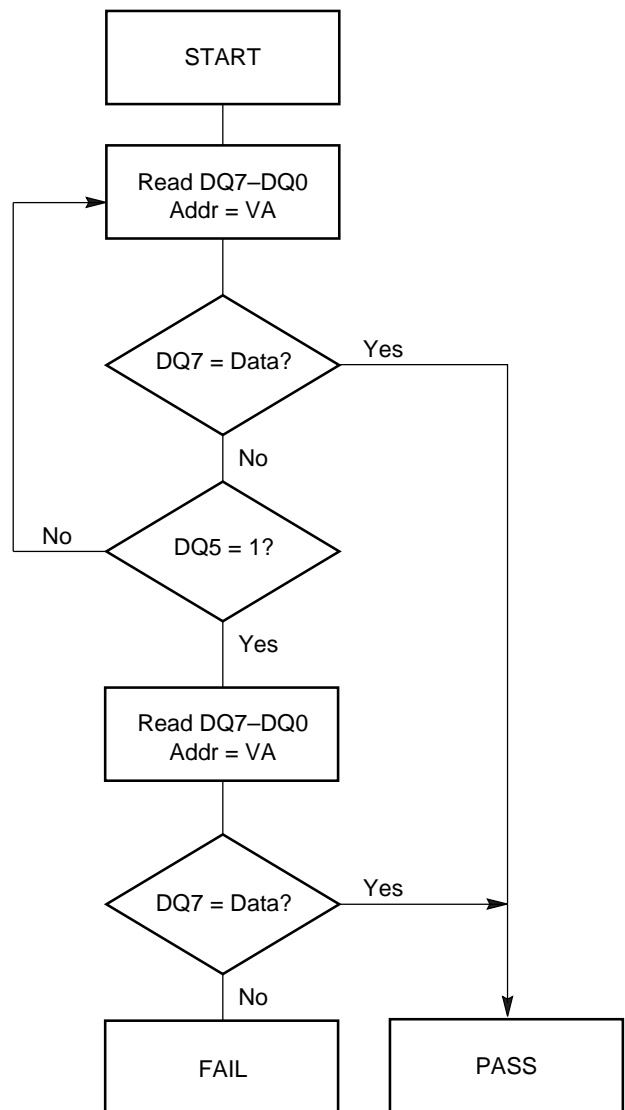 START
Read DQ7–DQ0
Addr = VA
DQ7 = Data?
Yes
No
No
DQ5 = 1?
Yes
Read DQ7–DQ0
Addr = VA
DQ7 = Data?
Yes
No
FAIL
PASS